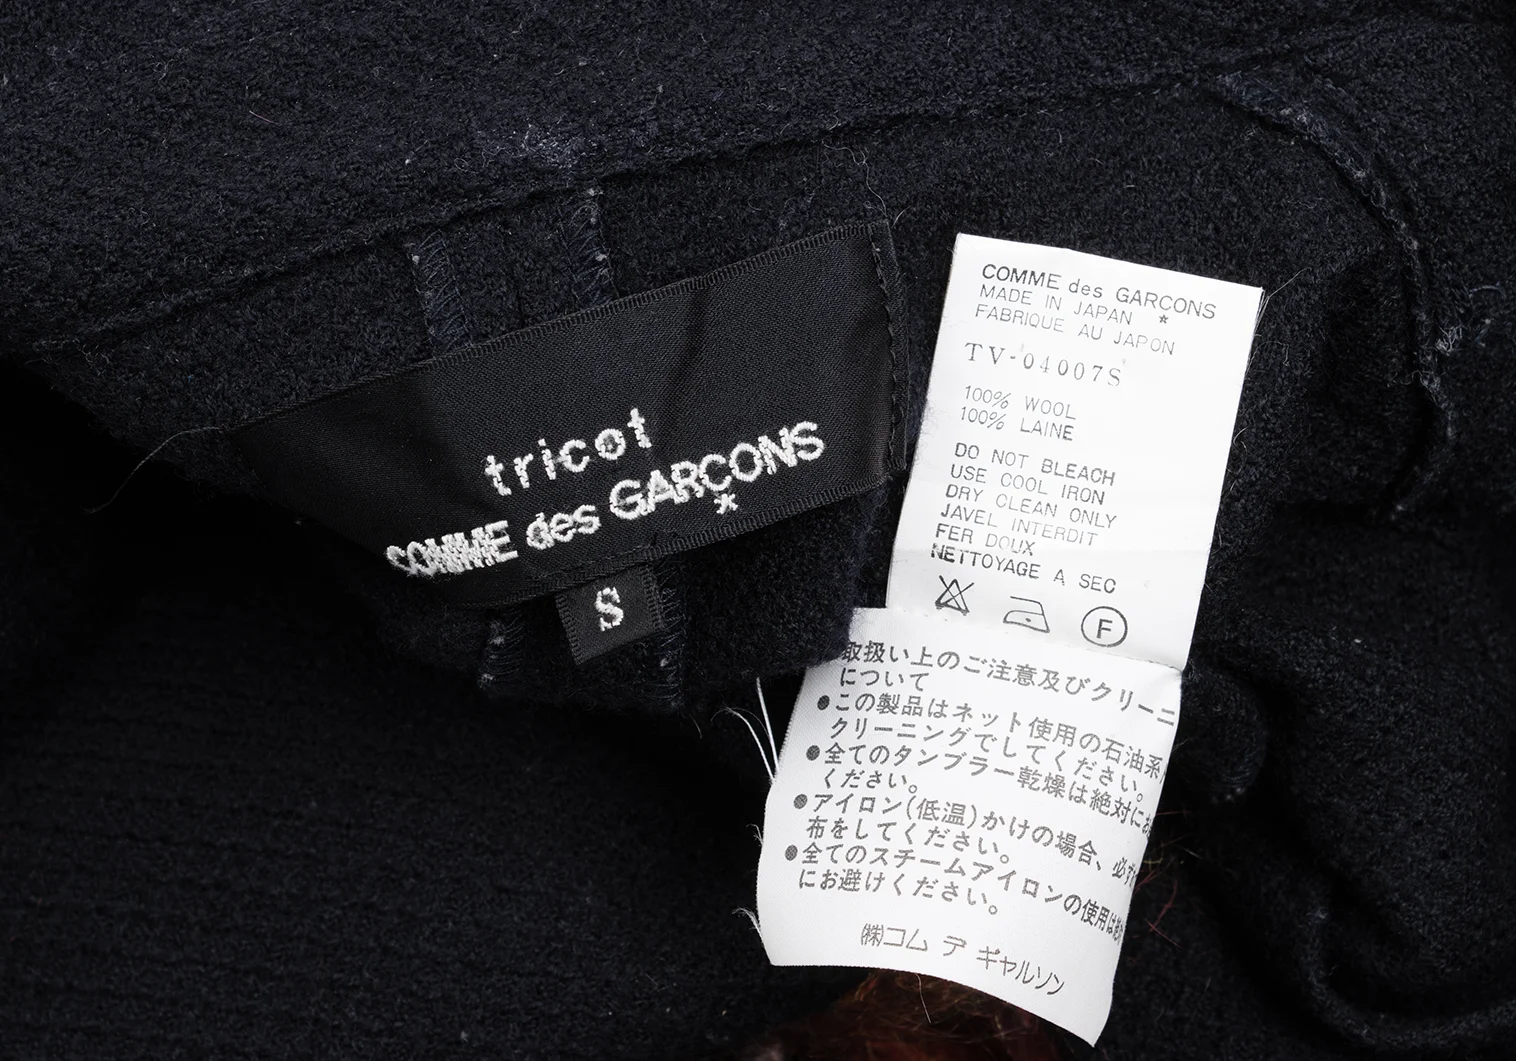 tricot
COMME des GARÇONS
*
S
COMME des GARCONS
MADE IN JAPAN *
FABRIQUE AU JAPON
TV-04007S
100% WOOL
100% LAINE
DO NOT BLEACH
USE COOL IRON
DRY CLEAN ONLY
JAVEL INTERDIT
FER DOUX
NETTOYAGE A SEC
F
取扱い上のご注意及びクリーニ
について
●この製品はネット使用の石油系
クリーニングでしてください。
●全てのタンブラー乾燥は絶対にお
ください。
●アイロン(低温)かけの場合、必ず
布をしてください。
●全てのスチームアイロンの使用は
にお避けください。
㈱コム デ ギャルソン